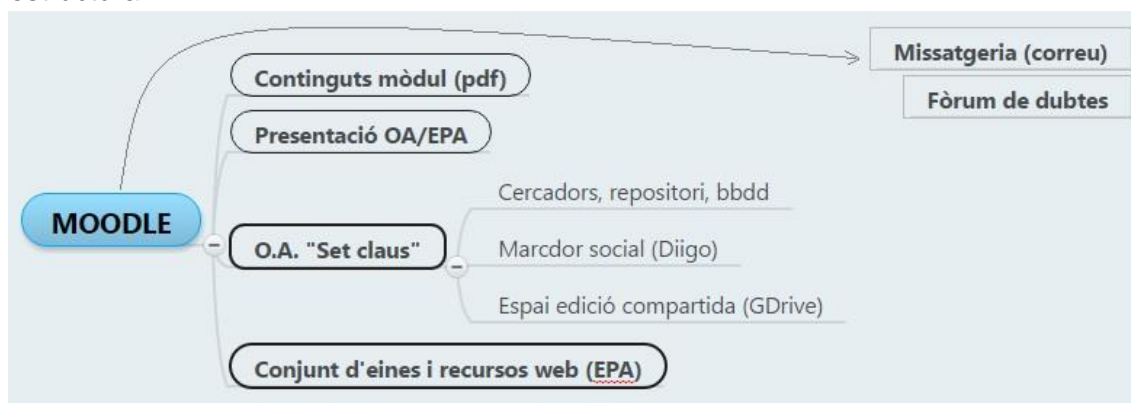 Missatgeria (correu)
Fòrum de dubtes
Continguts mòdul (pdf)
Presentació OA/EPA
MOODLE
O.A. "Set claus"
Cercadors, repositori, bbdd
Marcdor social (Diigo)
Espai edició compartida (GDrive)
Conjunt d'eines i recursos web (EPA)